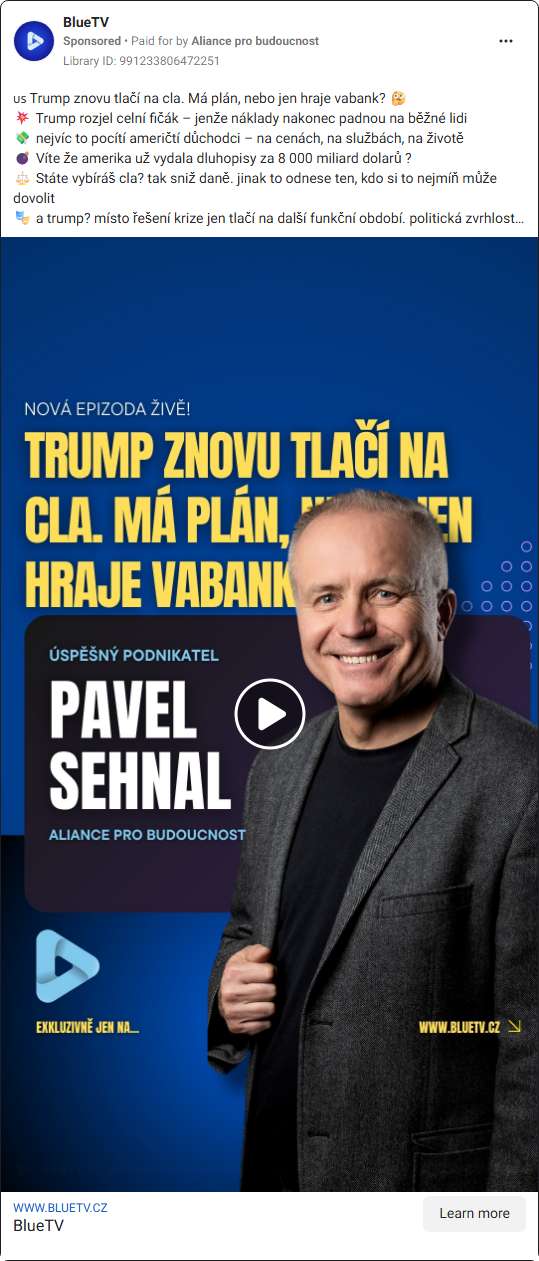 BlueTV
Sponsored • Paid for by Aliance pro budoucnost
Library ID: 991233806472251
us Trump znovu tlačí na cla. Má plán, nebo jen hraje vabank? 🤔
💥 Trump rozjel celní fičák – jenže náklady nakonec padnou na běžné lidi
💸 nejvíc to pocítí američtí důchodci – na cenách, na službách, na životě
💣 Víte že amerika už vydala dluhopisy za 8 000 miliard dolarů ?
⚖️ Státe vybíráš cla? tak sniž daně. jinak to odnese ten, kdo si to nejmíň může
dovolit
🎭 a trump? místo řešení krize jen tlačí na další funkční období. politická zvrhlost...
NOVÁ EPIZODA ŽIVĚ!
TRUMP ZNOVU TLAČÍ NA
CLA. MÁ PLÁN, JEN
HRAJE VABANK
ÚSPĚŠNÝ PODNIKATEL
PAVEL
SEHNAL
ALIANCE PRO BUDOUCNOST
EXKLUZIVNĚ JEN NA...
WWW.BLUETV.CZ
WWW.BLUETV.CZ
BlueTV
Learn more